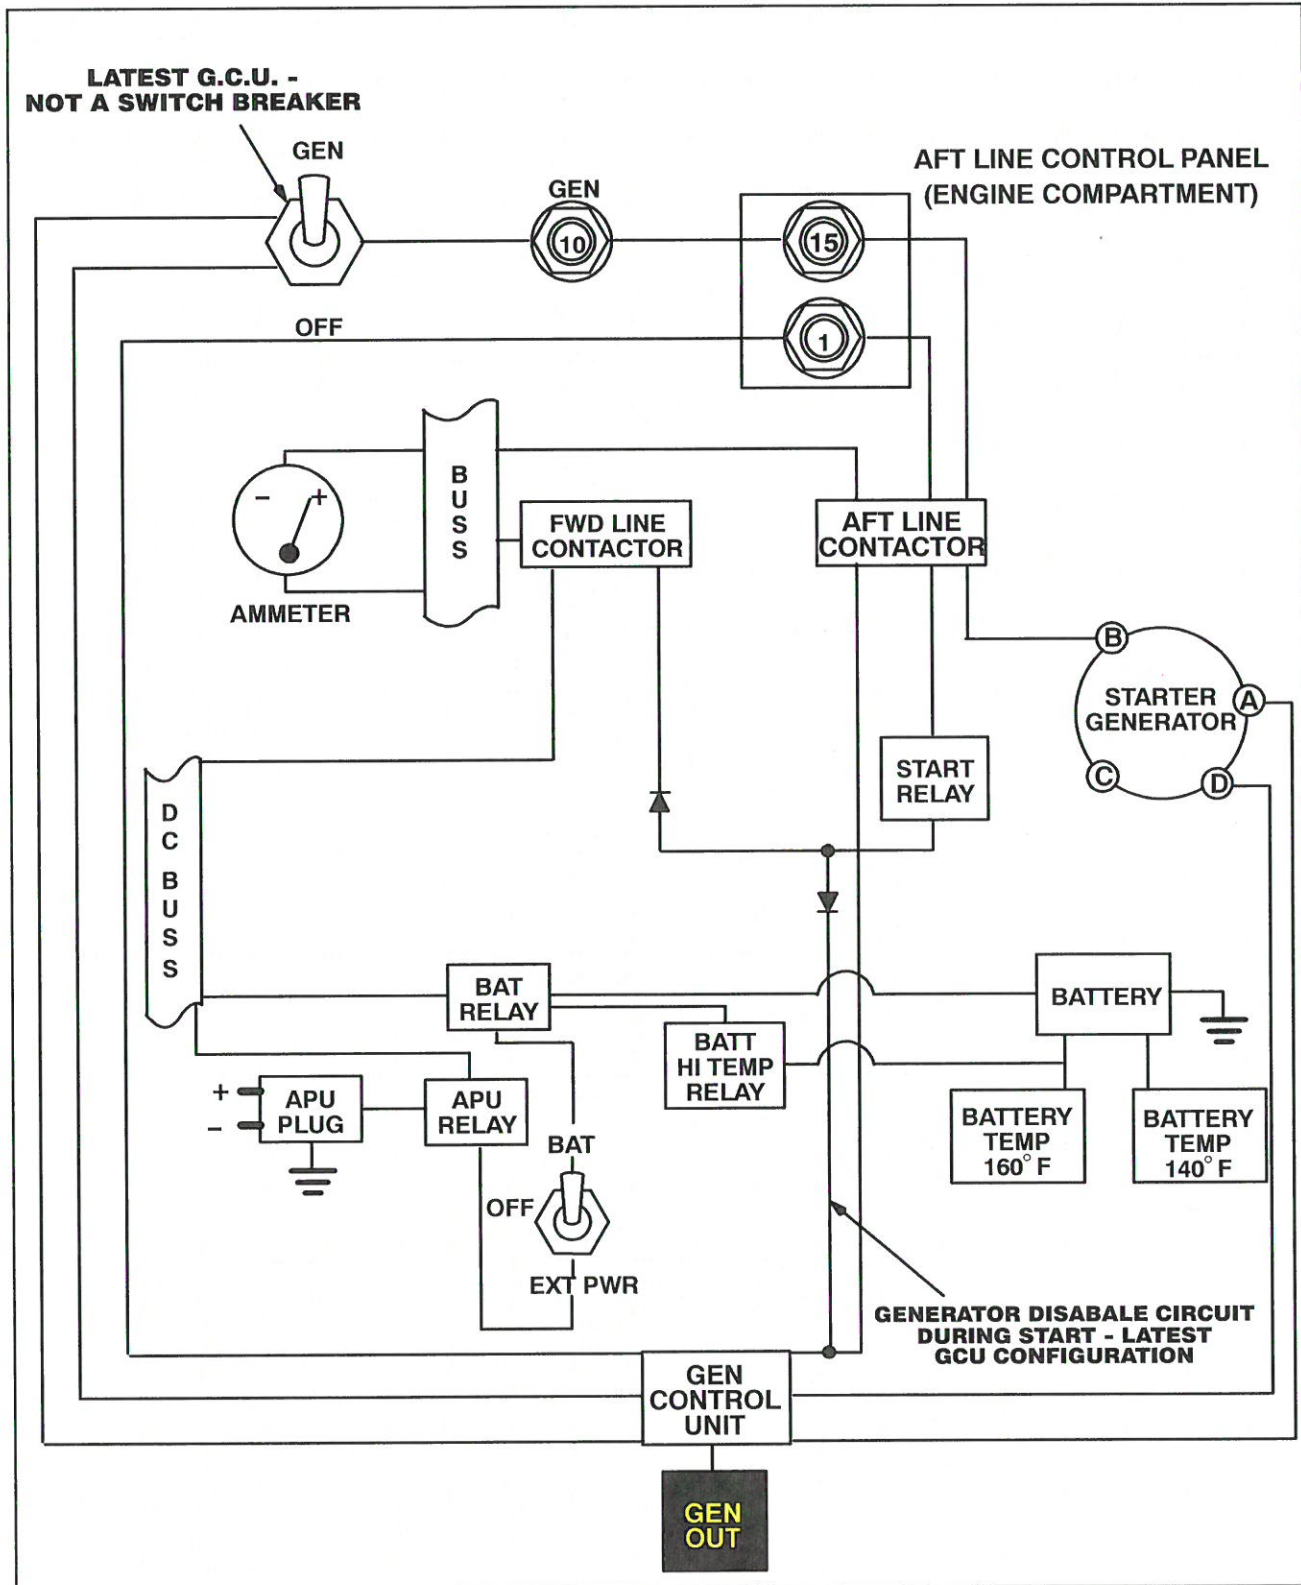 LATEST G.C.U. -
NOT A SWITCH BREAKER
GEN
GEN
10
15
1
AFT LINE CONTROL PANEL
(ENGINE COMPARTMENT)
OFF
BUSS
- +
AMMETER
FWD LINE
CONTACTOR
AFT LINE
CONTACTOR
B
A
C
D
STARTER
GENERATOR
START
RELAY
DC BUSS
BAT
RELAY
BATT
HI TEMP
RELAY
BATTERY
BATTERY
TEMP
160° F
BATTERY
TEMP
140° F
+
-
APU
PLUG
APU
RELAY
BAT
OFF
EXT PWR
GENERATOR DISABALE CIRCUIT
DURING START - LATEST
GCU CONFIGURATION
GEN
CONTROL
UNIT
GEN
OUT